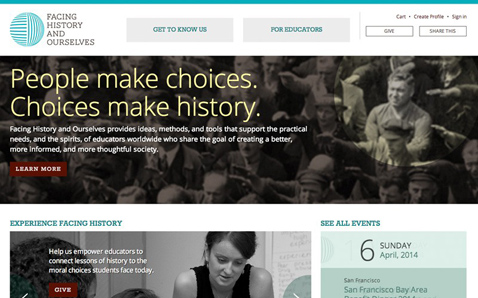 FACING
HISTORY
AND
OURSELVES
GET TO KNOW US
FOR EDUCATORS
Cart • Create Profile • Sign in
GIVE
SHARE THIS
People make choices.
Choices make history.
Facing History and Ourselves provides ideas, methods, and tools that support the practical
needs, and the spirits, of educators worldwide who share the goal of creating a better,
more informed, and more thoughtful society.
LEARN MORE
EXPERIENCE FACING HISTORY
Help us empower educators to
connect lessons of history to the
moral choices students face today.
GIVE
SEE ALL EVENTS
6 SUNDAY
April, 2014
San Francisco
San Francisco Bay Area